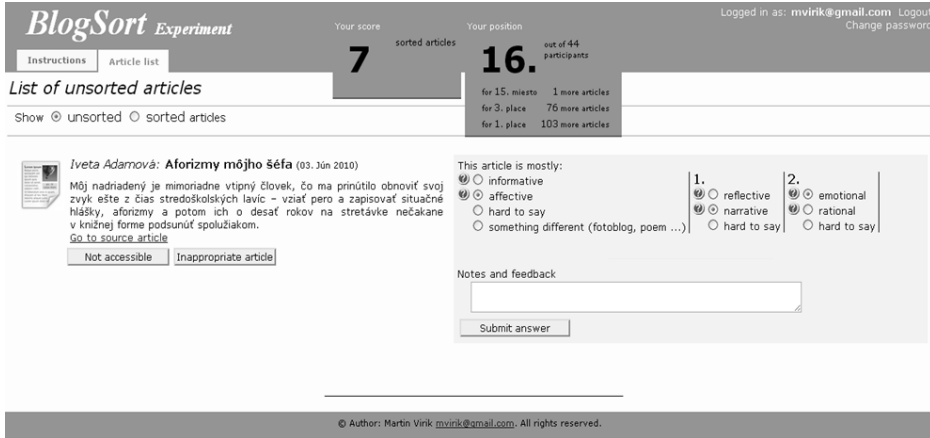 BlogSort Experiment
Your score
7
sorted articles
Your position
16.
out of 44
participants
for 15. miesto 1 more articles
for 3. place 76 more articles
for 1. place 103 more articles
Logged in as: mvirik@gmail.com Logout
Change password
Instructions
Article list
List of unsorted articles
Show unsorted sorted articles
Iveta Adamová: Aforizmy môjho šéfa (03. Jún 2010)
Môj nadriadený je mimoriadne vtipný človek, čo ma prinútilo obnoviť svoj
zvyk ešte z čias stredoškolských lavíc – vziať pero a zapisovať situačné
hlášky, aforizmy a potom ich o desať rokov na stretávke nečakane
v knižnej forme podsunúť spolužiakom.
Go to source article
Not accessible
Inappropriate article
This article is mostly:
informative
affective
hard to say
something different (fotoblog, poem ...)
1.
reflective
narrative
hard to say
2.
emotional
rational
hard to say
Notes and feedback
Submit answer
© Author: Martin Virik mvirik@gmail.com. All rights reserved.